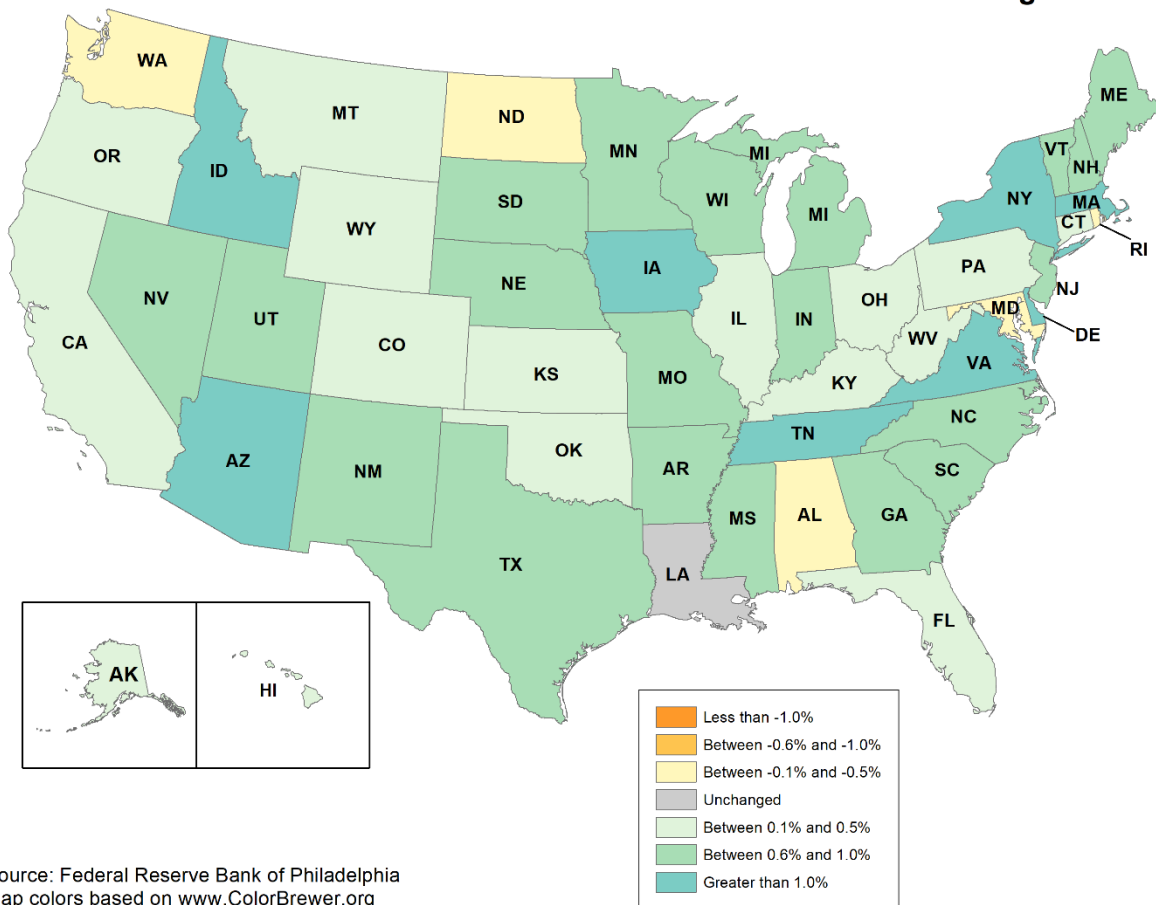 WA
MT
ND
ME
OR
ID
MN
MI
VT
NH
SD
WI
NY
MA
WY
MI
CT
RI
IA
PA
NE
NJ
NV
OH
UT
IL
IN
MD
CA
CO
WV
DE
KS
MO
VA
KY
NC
TN
AZ
OK
NM
AR
SC
MS
AL
GA
TX
LA
FL
AK
HI
Less than -1.0%
Between -0.6% and -1.0%
Between -0.1% and -0.5%
Unchanged
Between 0.1% and 0.5%
Between 0.6% and 1.0%
Greater than 1.0%
ource: Federal Reserve Bank of Philadelphia
ap colors based on www.ColorBrewer.org